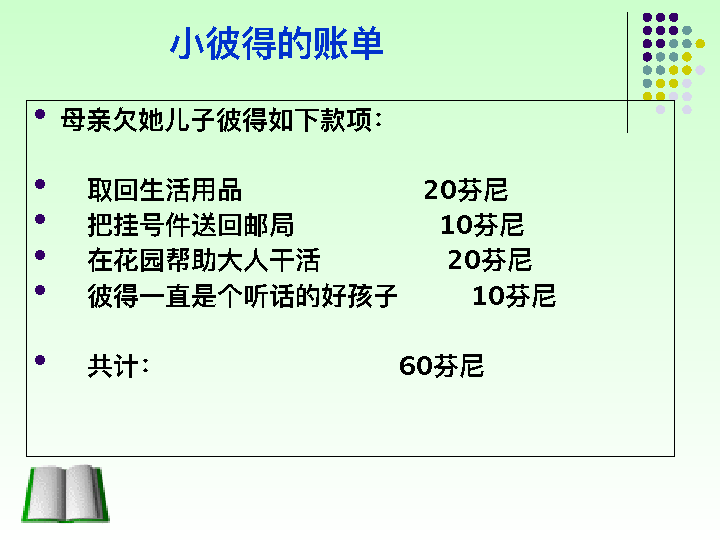 小彼得的账单
母亲欠她儿子彼得如下款项：
取回生活用品 20芬尼
把挂号件送回邮局 10芬尼
在花园帮助大人干活 20芬尼
彼得一直是个听话的好孩子 10芬尼
共计： 60芬尼